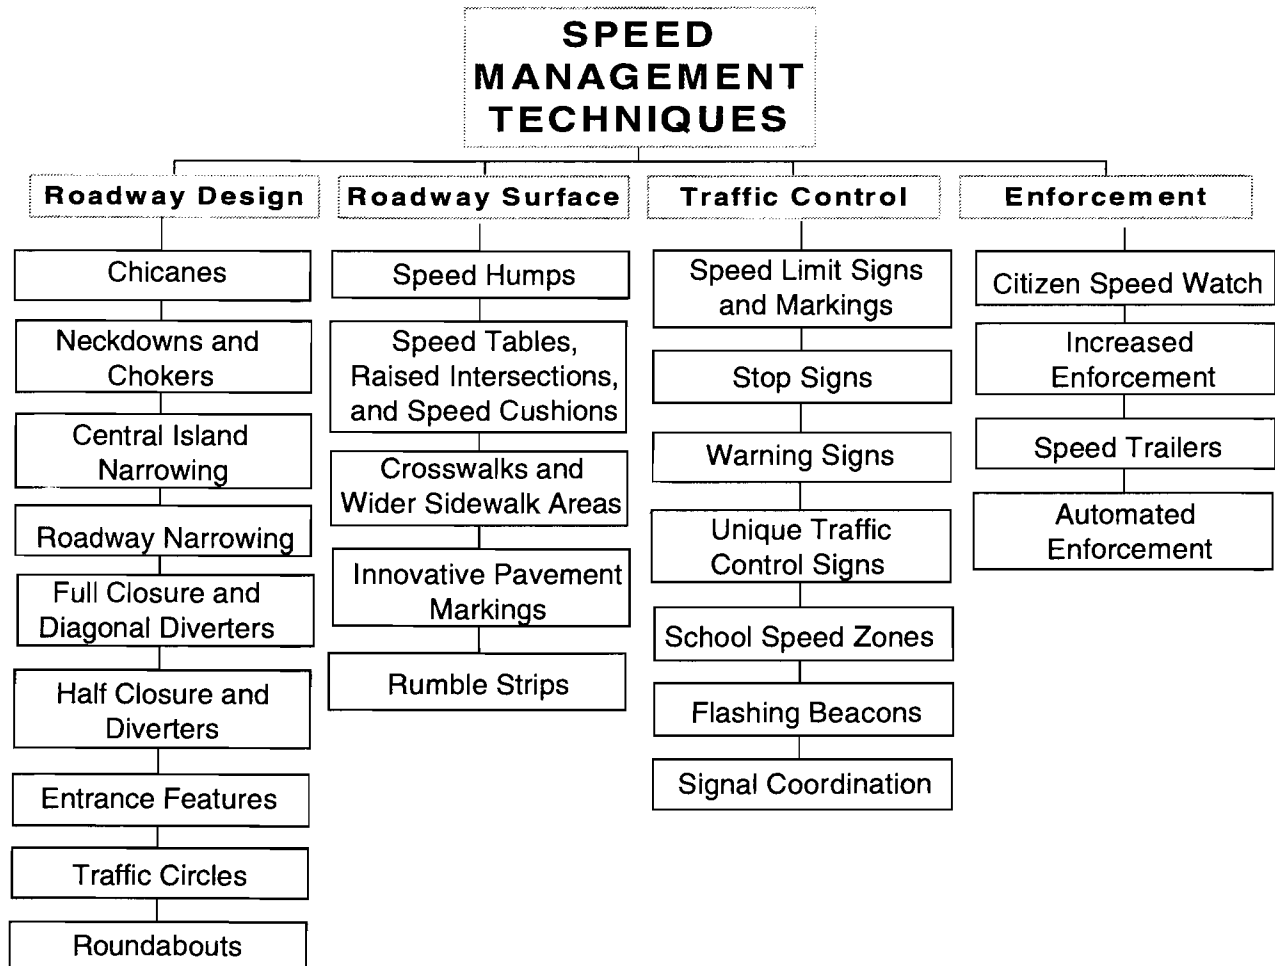 SPEED
MANAGEMENT
TECHNIQUES
Roadway Design
Roadway Surface
Traffic Control
Enforcement
Chicanes
Neckdowns and
Chokers
Central Island
Narrowing
Roadway Narrowing
Full Closure and
Diagonal Diverters
Half Closure and
Diverters
Entrance Features
Traffic Circles
Roundabouts
Speed Humps
Speed Tables,
Raised Intersections,
and Speed Cushions
Crosswalks and
Wider Sidewalk Areas
Innovative Pavement
Markings
Rumble Strips
Speed Limit Signs
and Markings
Stop Signs
Warning Signs
Unique Traffic
Control Signs
School Speed Zones
Flashing Beacons
Signal Coordination
Citizen Speed Watch
Increased
Enforcement
Speed Trailers
Automated
Enforcement